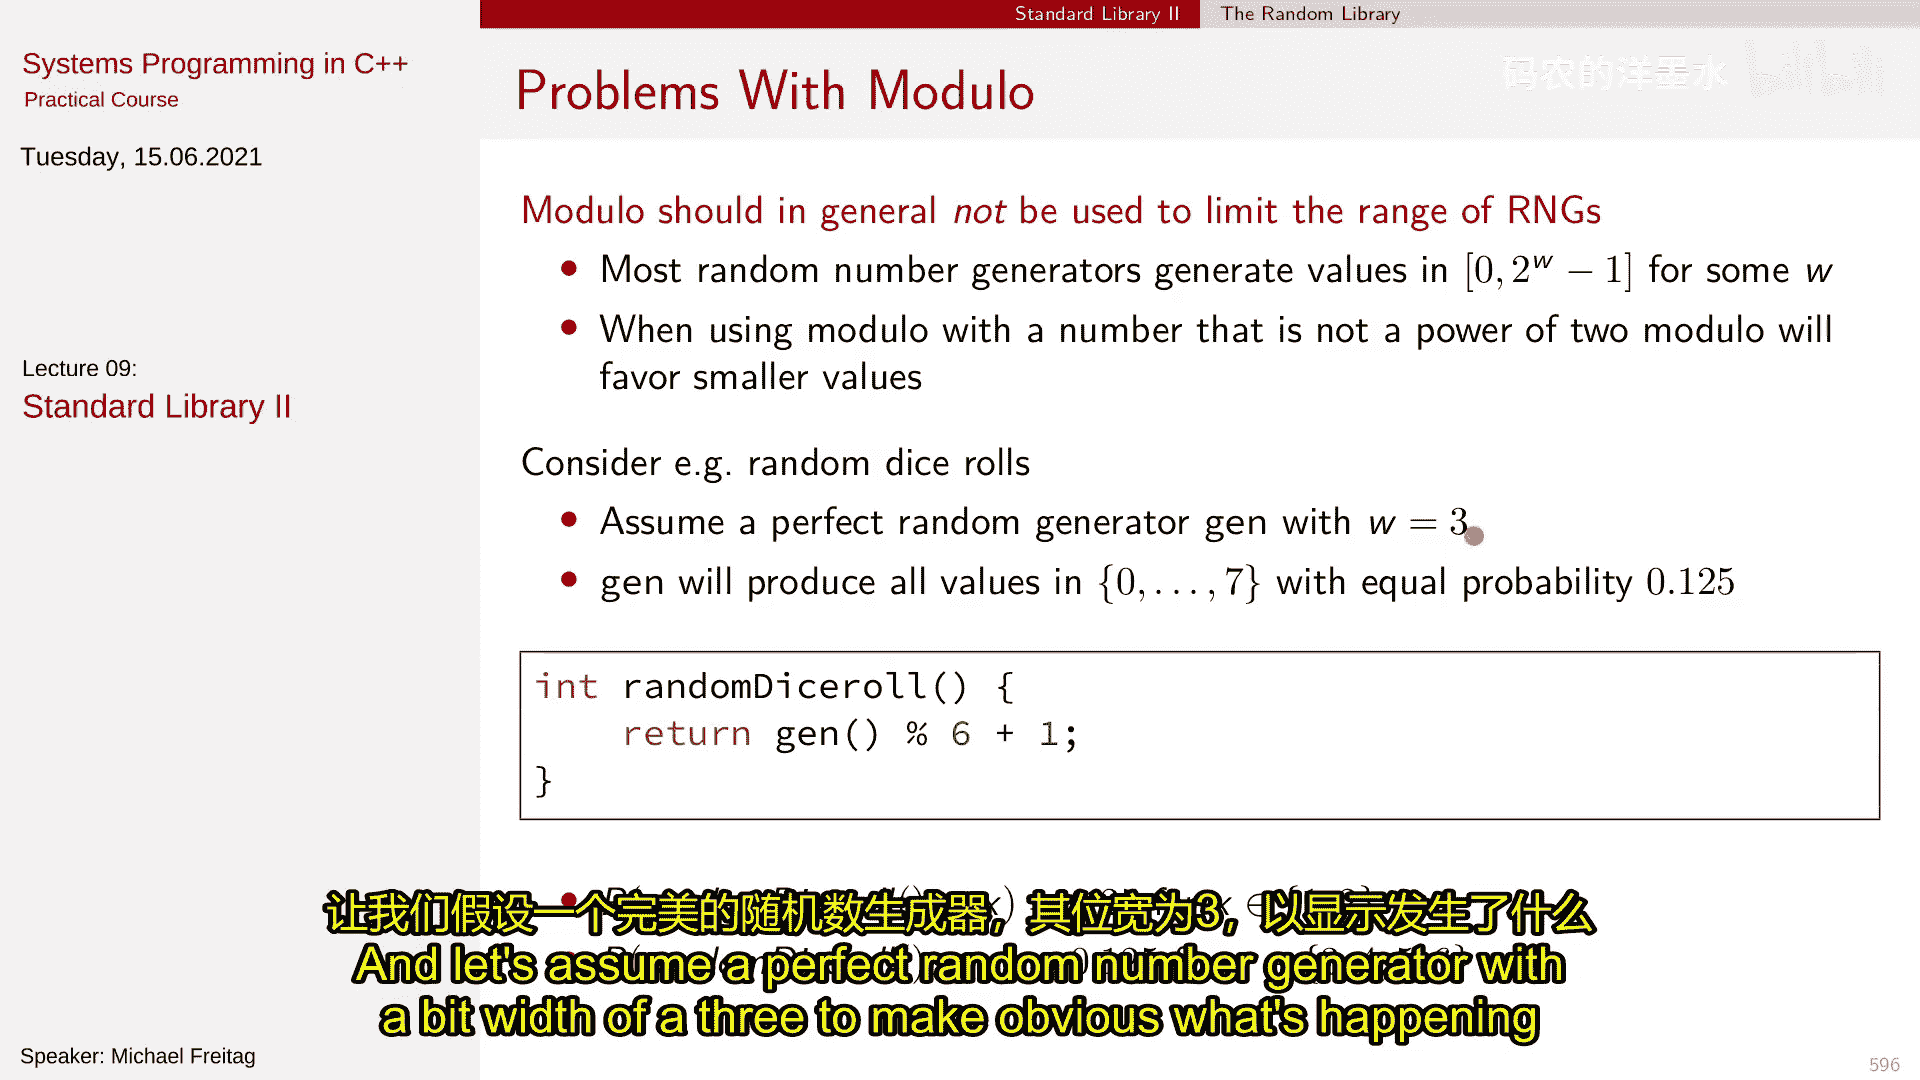 Standard Library II
The Random Library
Systems Programming in C++
Practical Course
Tuesday, 15.06.2021
Lecture 09:
Standard Library II
Speaker: Michael Freitag
Problems With Modulo
码农的洋墨水
bilibili
Modulo should in general not be used to limit the range of RNGs
Most random number generators generate values in [0, 2^w − 1] for some w
When using modulo with a number that is not a power of two modulo will
favor smaller values
Consider e.g. random dice rolls
Assume a perfect random generator gen with w = 3
gen will produce all values in {0, . . . , 7} with equal probability 0.125
int randomDiceroll() {
return gen() % 6 + 1;
}
让我们假设一个完美的随机数生成器，其位宽为3，以显示发生了什么
And let's assume a perfect random number generator with
a bit width of a three to make obvious what's happening
596